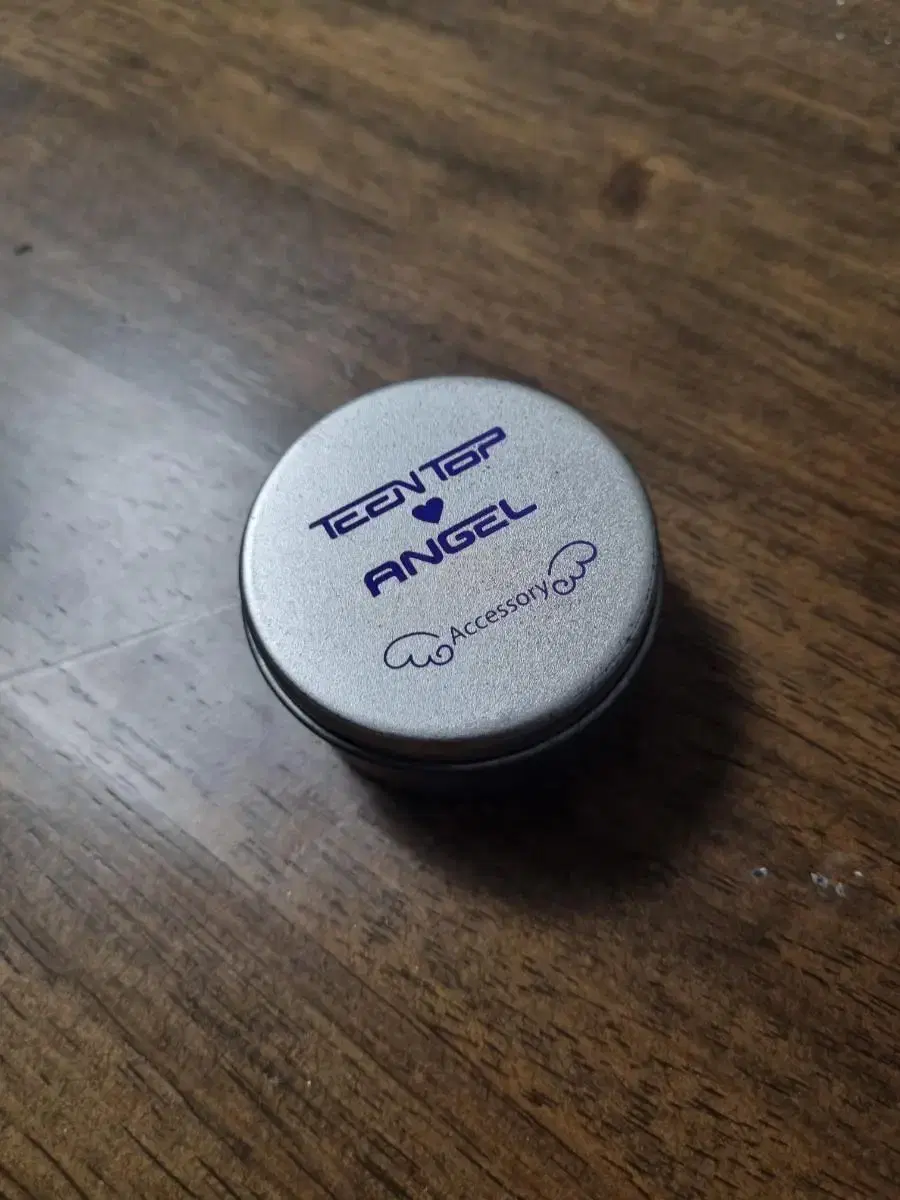 TEEN TOP
♥
ANGEL
Accessory